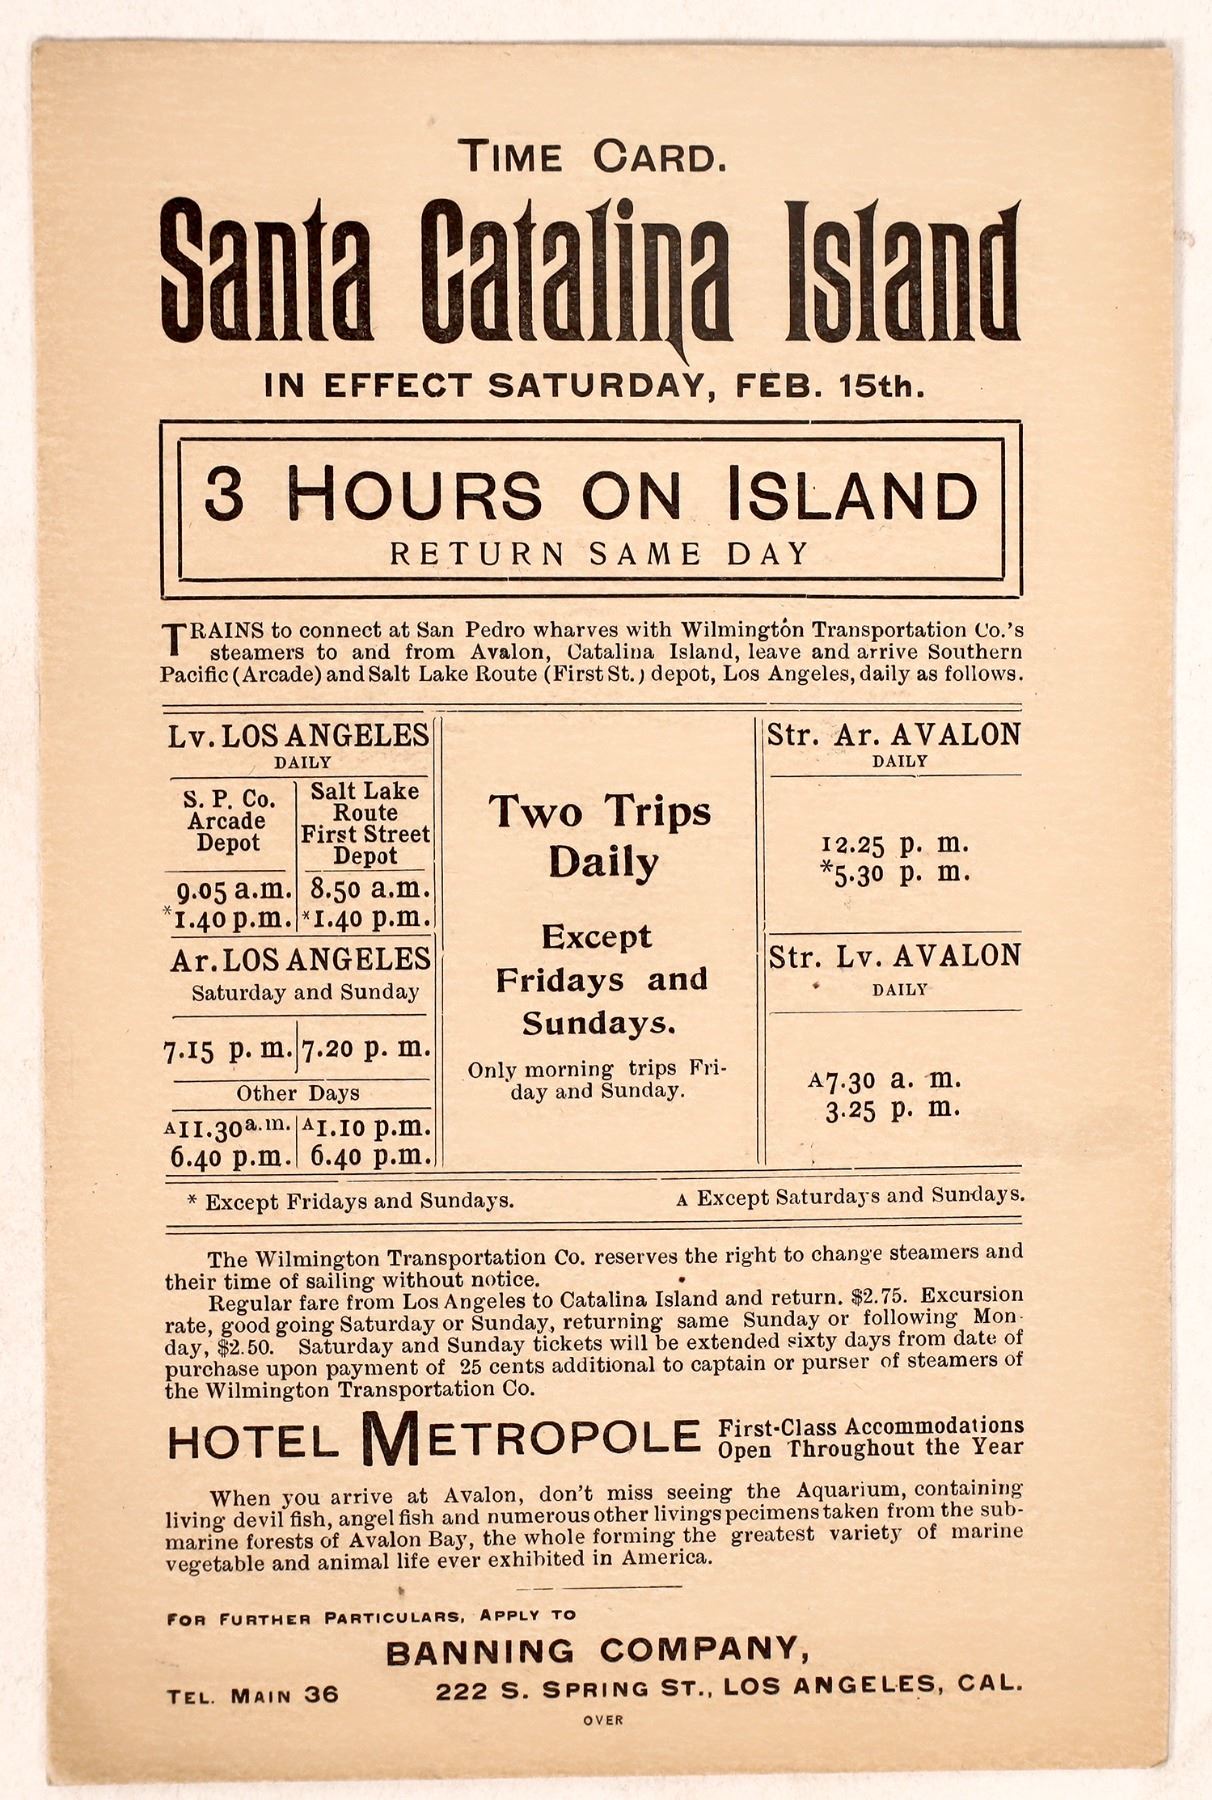 TIME CARD.
Santa Catalina Island
IN EFFECT SATURDAY, FEB. 15th.
3 HOURS ON ISLAND
RETURN SAME DAY
TRAINS to connect at San Pedro wharves with Wilmington Transportation Co.'s
steamers to and from Avalon, Catalina Island, leave and arrive Southern
Pacific (Arcade) and Salt Lake Route (First St.) depot, Los Angeles, daily as follows.
Lv. LOS ANGELES
DAILY
S. P. Co.
Arcade
Depot
Salt Lake
Route
First Street
Depot
9.05 a.m. 8.50 a.m.
*1.40 p.m. *1.40 p.m.
Ar. LOS ANGELES
Saturday and Sunday
7.15 p. m. 7.20 p. m.
Other Days
A11.30a.m. A1.10 p.m.
6.40 p.m. 6.40 p.m.
Two Trips
Daily
Except
Fridays and
Sundays.
Only morning trips Fri-
day and Sunday.
Str. Ar. AVALON
DAILY
12.25 p. m.
*5.30 p. m.
Str. Lv. AVALON
DAILY
A7.30 a. m.
3.25 p. m.
* Except Fridays and Sundays. A Except Saturdays and Sundays.
The Wilmington Transportation Co. reserves the right to change steamers and
their time of sailing without notice.
Regular fare from Los Angeles to Catalina Island and return. $2.75. Excursion
rate, good going Saturday or Sunday, returning same Sunday or following Mon-
day, $2.50. Saturday and Sunday tickets will be extended sixty days from date of
purchase upon payment of 25 cents additional to captain or purser of steamers of
the Wilmington Transportation Co.
HOTEL METROPOLE First-Class Accommodations
Open Throughout the Year
When you arrive at Avalon, don't miss seeing the Aquarium, containing
living devil fish, angel fish and numerous other livings pecimens taken from the sub-
marine forests of Avalon Bay, the whole forming the greatest variety of marine
vegetable and animal life ever exhibited in America.
FOR FURTHER PARTICULARS, APPLY TO
BANNING COMPANY,
TEL. MAIN 36 222 S. SPRING ST., LOS ANGELES, CAL.
OVER